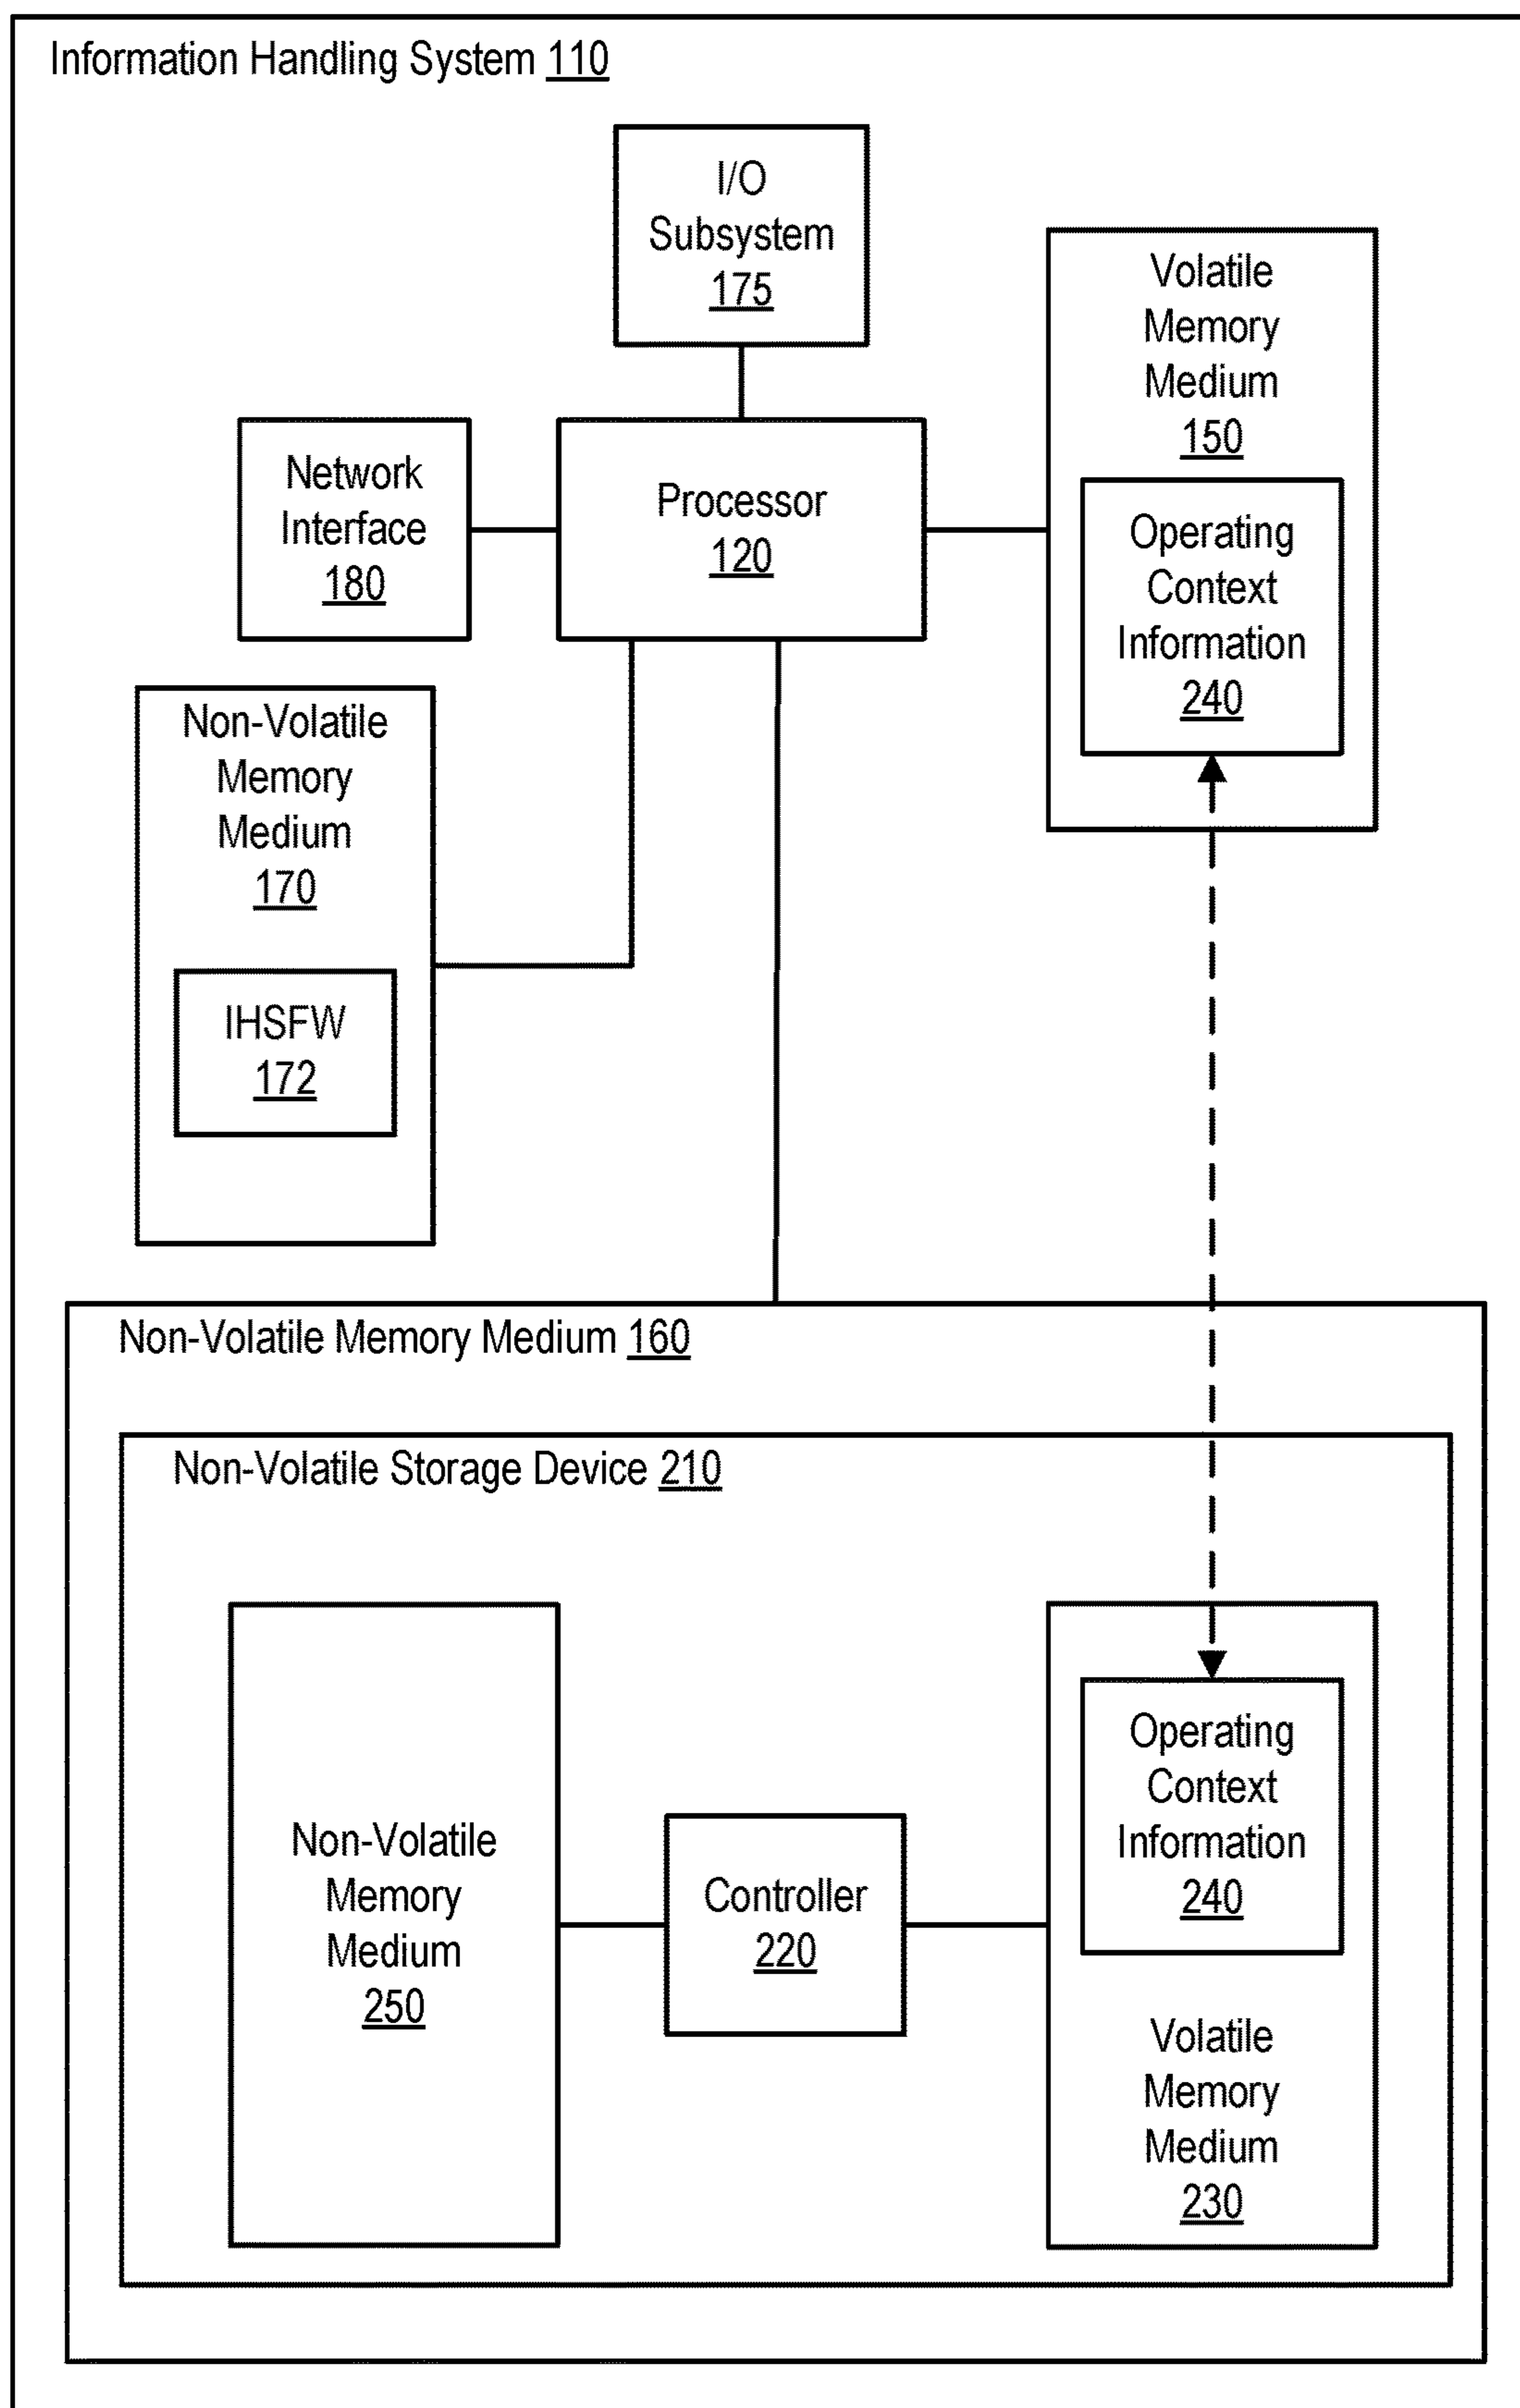 Information Handling System 110
I/O
Subsystem
175
Volatile
Memory
Medium
150
Network
Interface
180
Processor
120
Operating
Context
Information
240
Non-Volatile
Memory
Medium
170
IHSFW
172
Non-Volatile Memory Medium 160
Non-Volatile Storage Device 210
Non-Volatile
Memory
Medium
250
Controller
220
Operating
Context
Information
240
Volatile
Memory
Medium
230